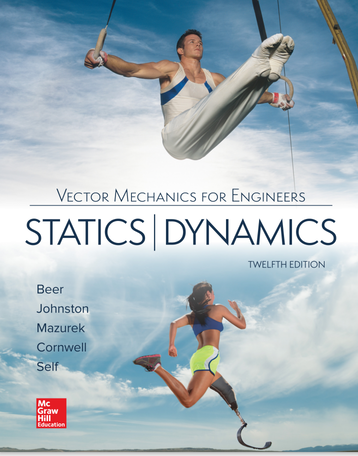 VECTOR MECHANICS FOR ENGINEERS
STATICS | DYNAMICS
TWELFTH EDITION
Beer
Johnston
Mazurek
Cornwell
Self
Mc
Graw
Hill
Education